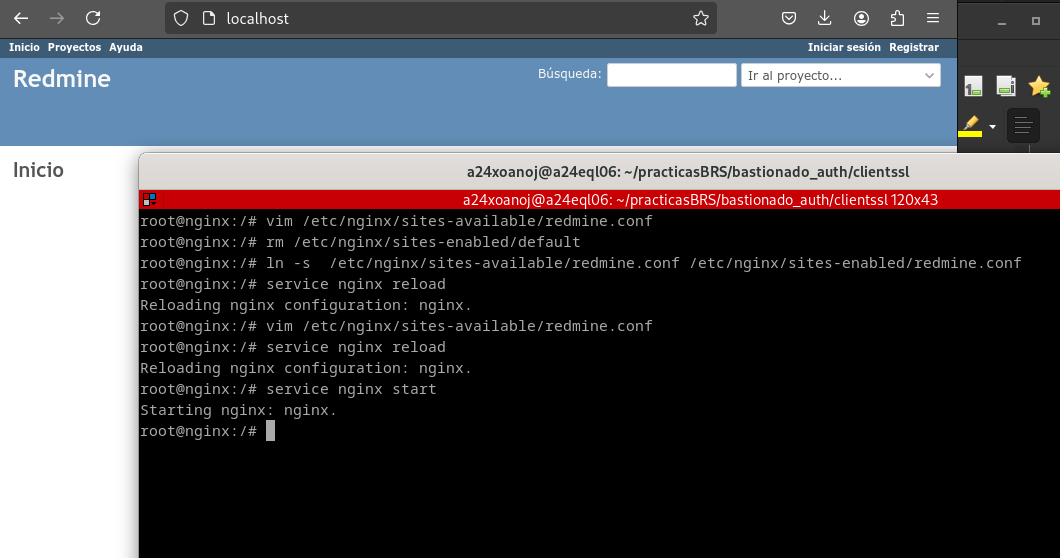 localhost
Inicio Proyectos Ayuda Iniciar sesión Registrar
Redmine
Búsqueda: Ir al proyecto...
Inicio
a24xoanoj@a24eql06: ~/practicasBRS/bastionado_auth/clientssl
a24xoanoj@a24eql06: ~/practicasBRS/bastionado_auth/clientssl 120x43
root@nginx:/# vim /etc/nginx/sites-available/redmine.conf
root@nginx:/# rm /etc/nginx/sites-enabled/default
root@nginx:/# ln -s  /etc/nginx/sites-available/redmine.conf /etc/nginx/sites-enabled/redmine.conf
root@nginx:/# service nginx reload
Reloading nginx configuration: nginx.
root@nginx:/# vim /etc/nginx/sites-available/redmine.conf
root@nginx:/# service nginx reload
Reloading nginx configuration: nginx.
root@nginx:/# service nginx start
Starting nginx: nginx.
root@nginx:/#